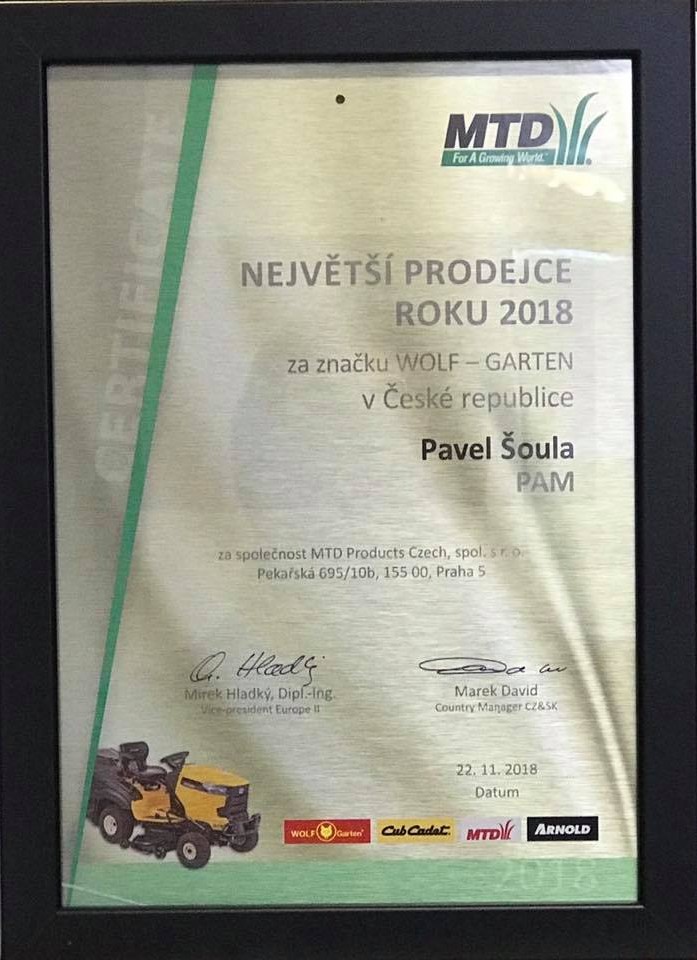 CERTIFICATE
MTD
For A Growing World.™
NEJVĚTŠÍ PRODEJCE
ROKU 2018
za značku WOLF – GARTEN
v České republice
Pavel Šoula
PAM
za společnost MTD Products Czech, spol. s r.o.
Pekařská 695/10b, 155 00, Praha 5
Mirek Hladký, Dipl.-Ing.
Vice-president Europe II
Marek David
Country Manager CZ&SK
22. 11. 2018
Datum
WOLF Garten®
Cub Cadet
MTD
ARNOLD
2018